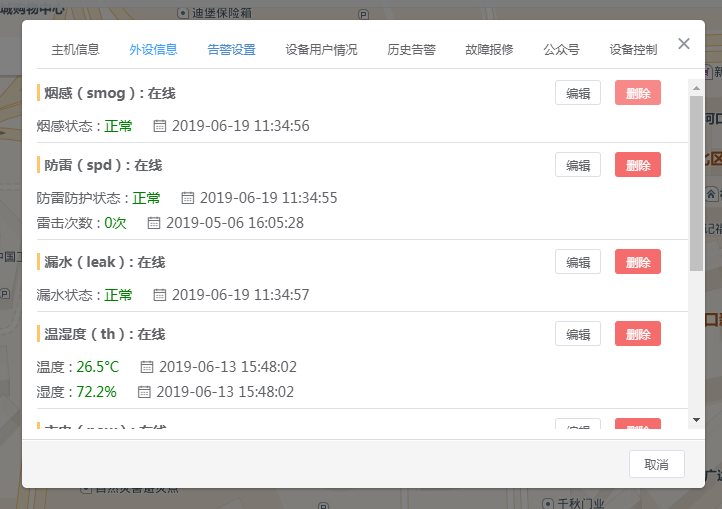 迪堡保险箱
主机信息 外设信息 告警设置 设备用户情况 历史告警 故障报修 公众号 设备控制
烟感 ( smog ) : 在线 编辑 删除
烟感状态 : 正常 2019-06-19 11:34:56
防雷 ( spd ) : 在线 编辑 删除
防雷防护状态 : 正常 2019-06-19 11:34:55
雷击次数 : 0次 2019-05-06 16:05:28
漏水 ( leak ) : 在线 编辑 删除
漏水状态 : 正常 2019-06-19 11:34:57
温湿度 ( th ) : 在线 编辑 删除
温度 : 26.5°C 2019-06-13 15:48:02
湿度 : 72.2% 2019-06-13 15:48:02
取消
千秋门业